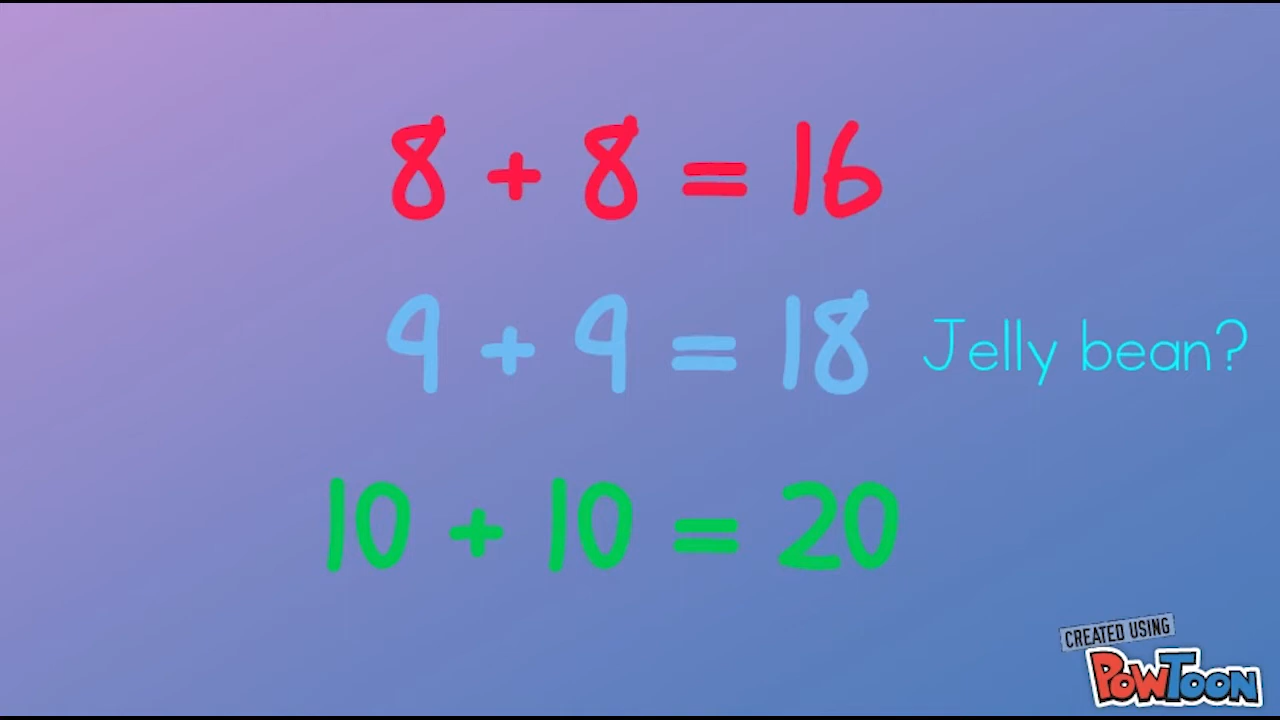 8 + 8 = 16
9 + 9 = 18 Jelly bean?
10 + 10 = 20
CREATED USING
POWTOON